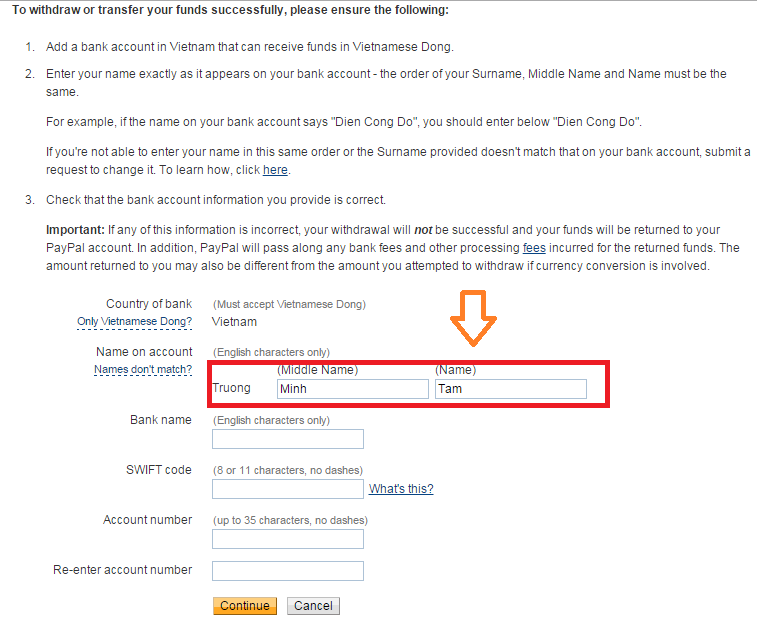 To withdraw or transfer your funds successfully, please ensure the following:
1. Add a bank account in Vietnam that can receive funds in Vietnamese Dong.
2. Enter your name exactly as it appears on your bank account - the order of your Surname, Middle Name and Name must be the
same.
For example, if the name on your bank account says "Dien Cong Do", you should enter below "Dien Cong Do".
If you're not able to enter your name in this same order or the Surname provided doesn't match that on your bank account, submit a
request to change it. To learn how, click here.
3. Check that the bank account information you provide is correct.
Important: If any of this information is incorrect, your withdrawal will not be successful and your funds will be returned to your
PayPal account. In addition, PayPal will pass along any bank fees and other processing fees incurred for the returned funds. The
amount returned to you may also be different from the amount you attempted to withdraw if currency conversion is involved.
Country of bank (Must accept Vietnamese Dong)
Only Vietnamese Dong? Vietnam
Name on account (English characters only)
Names don't match? (Middle Name) (Name)
Truong Minh Tam
Bank name (English characters only)
SWIFT code (8 or 11 characters, no dashes)
What's this?
Account number (up to 35 characters, no dashes)
Re-enter account number
Continue Cancel